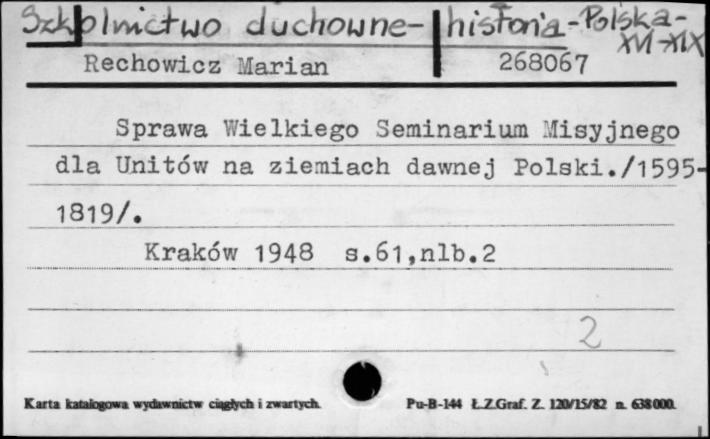 Szkolnictwo duchowne - historia - Polska -
XVI - XIX
Rechowicz Marian 268067
Sprawa Wielkiego Seminarium Misyjnego
dla Unitów na ziemiach dawnej Polski./1595-
1819/.
Kraków 1948 s.61,nlb.2
2
Karta katalogowa wydawnictw ciągłych i zwartych. Pu-B-144 Ł.Z.Graf. Z. 120/15/82 n. 638000.